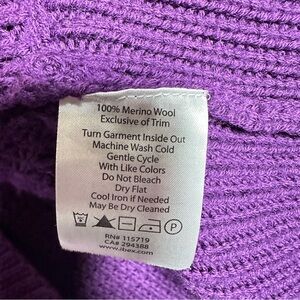 100% Merino Wool
Exclusive of Trim
Turn Garment Inside Out
Machine Wash Cold
Gentle Cycle
With Like Colors
Do Not Bleach
Dry Flat
Cool Iron if Needed
May Be Dry Cleaned
P
RN# 115719
CA# 294388
www.ibex.com